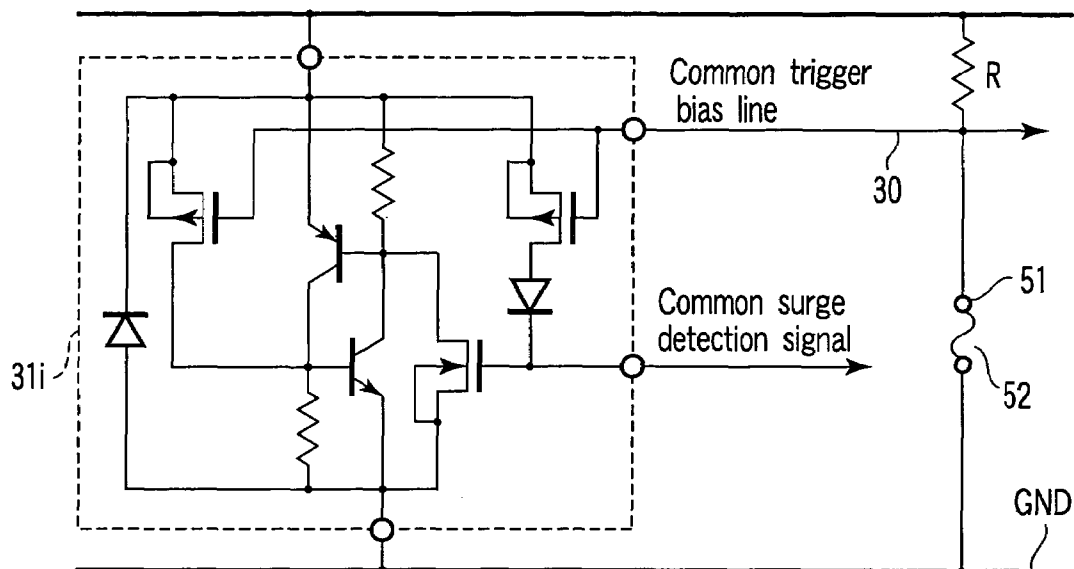 Common trigger
bias line
R
30
51
Common surge
detection signal
52
31i
GND